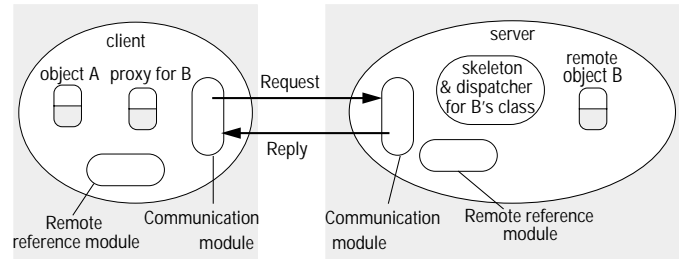 client
server
object A
proxy for B
Request
skeleton
& dispatcher
for B's class
remote
object B
Reply
Remote
reference module
Communication
module
Communication
module
Remote reference
module